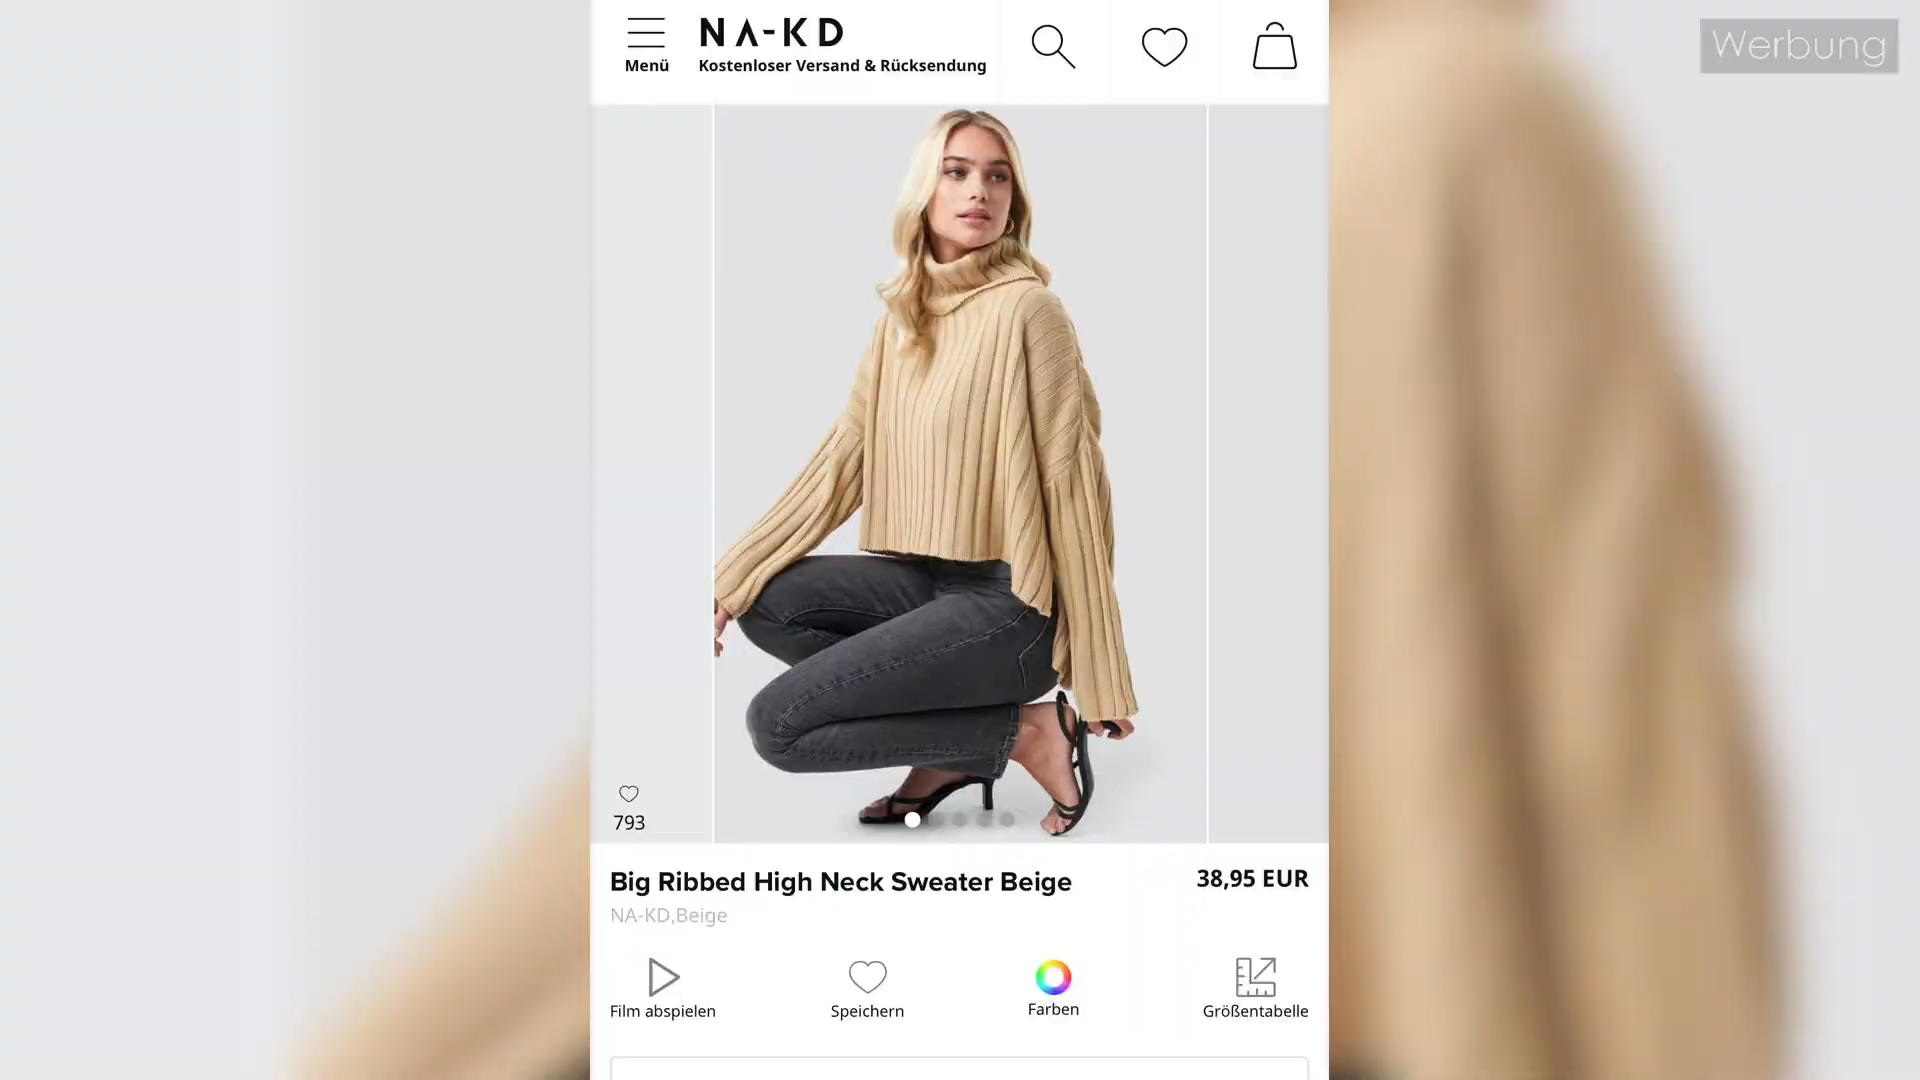 Menü
NA-KD
Kostenloser Versand & Rücksendung
Werbung
793
Big Ribbed High Neck Sweater Beige
38,95 EUR
NA-KD,Beige
Film abspielen
Speichern
Farben
Größentabelle